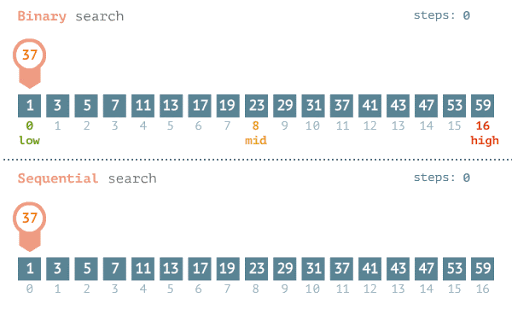 Binary search
steps: 0
37
1 3 5 7 11 13 17 19 23 29 31 37 41 43 47 53 59
0 1 2 3 4 5 6 7 8 9 10 11 12 13 14 15 16
low mid high
Sequential search
steps: 0
37
1 3 5 7 11 13 17 19 23 29 31 37 41 43 47 53 59
0 1 2 3 4 5 6 7 8 9 10 11 12 13 14 15 16